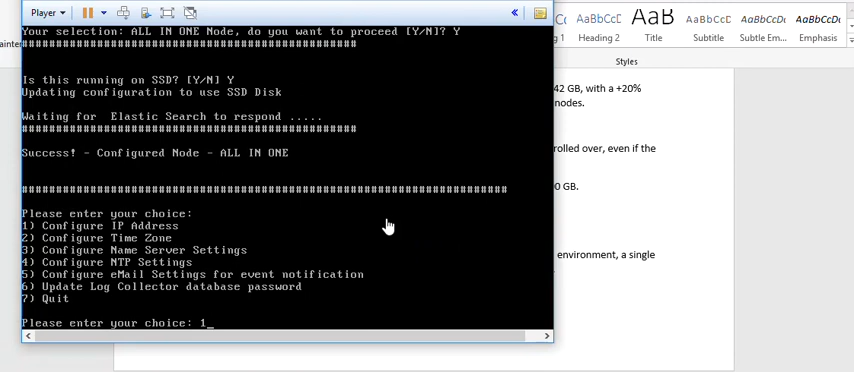 Player
Your selection: ALL IN ONE Node, do you want to proceed [Y/N]? Y
###############################################
Is this running on SSD? [Y/N] Y
Updating configuration to use SSD Disk
Waiting for Elastic Search to respond .....
###############################################
Success! - Configured Node - ALL IN ONE
#####################################################################
Please enter your choice:
1) Configure IP Address
2) Configure Time Zone
3) Configure Name Server Settings
4) Configure NTP Settings
5) Configure eMail Settings for event notification
6) Update Log Collector database password
7) Quit
Please enter your choice: 1_
AaBbCcD AaB AaBbCcD AaBbCcDc AaBbCcDc
Heading 2 Title Subtitle Subtle Em... Emphasis
Styles
42 GB, with a +20%
nodes.
rolled over, even if the
0 GB.
environment, a single